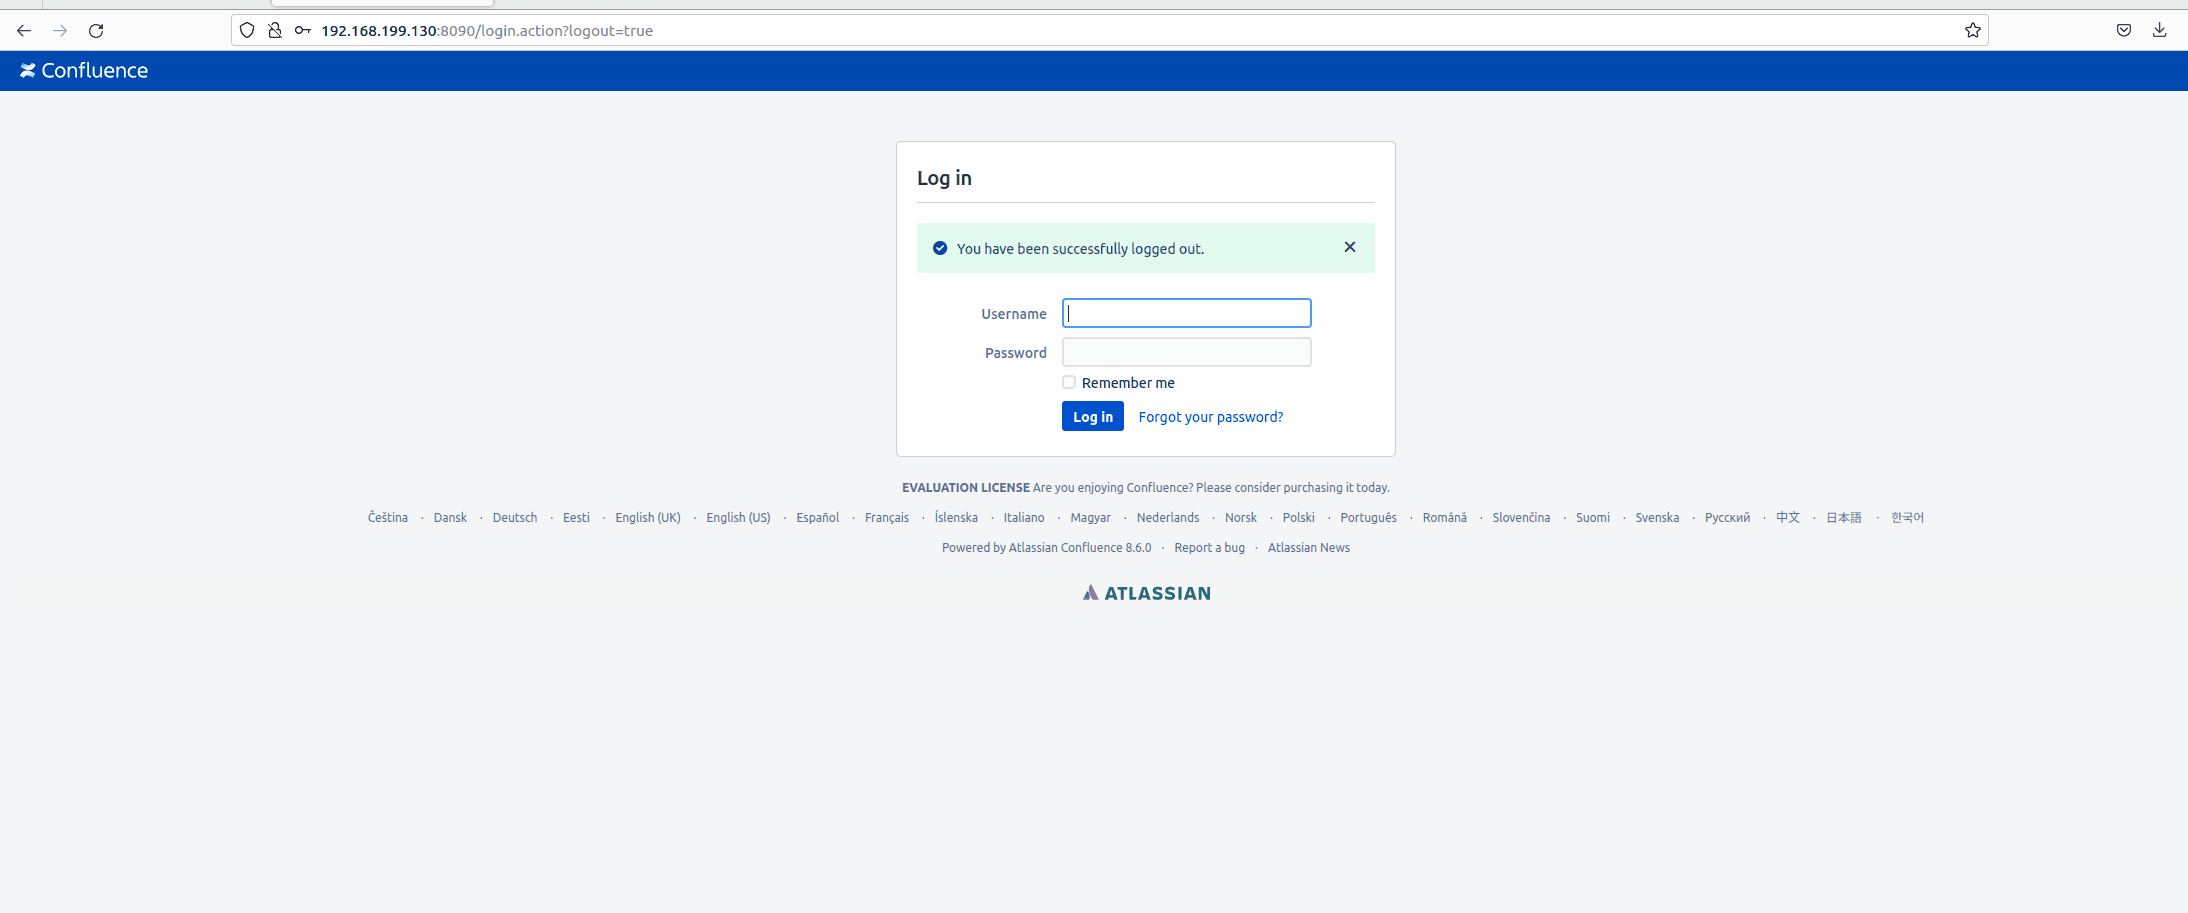 192.168.199.130:8090/login.action?logout=true
Confluence
Log in
You have been successfully logged out.
Username
Password
Remember me
Log in Forgot your password?
EVALUATION LICENSE Are you enjoying Confluence? Please consider purchasing it today.
Čeština · Dansk · Deutsch · Eesti · English (UK) · English (US) · Español · Français · Íslenska · Italiano · Magyar · Nederlands · Norsk · Polski · Português · Română · Slovenčina · Suomi · Svenska · Русский · 中文 · 日本語 · 한국어
Powered by Atlassian Confluence 8.6.0 · Report a bug · Atlassian News
ATLASSIAN